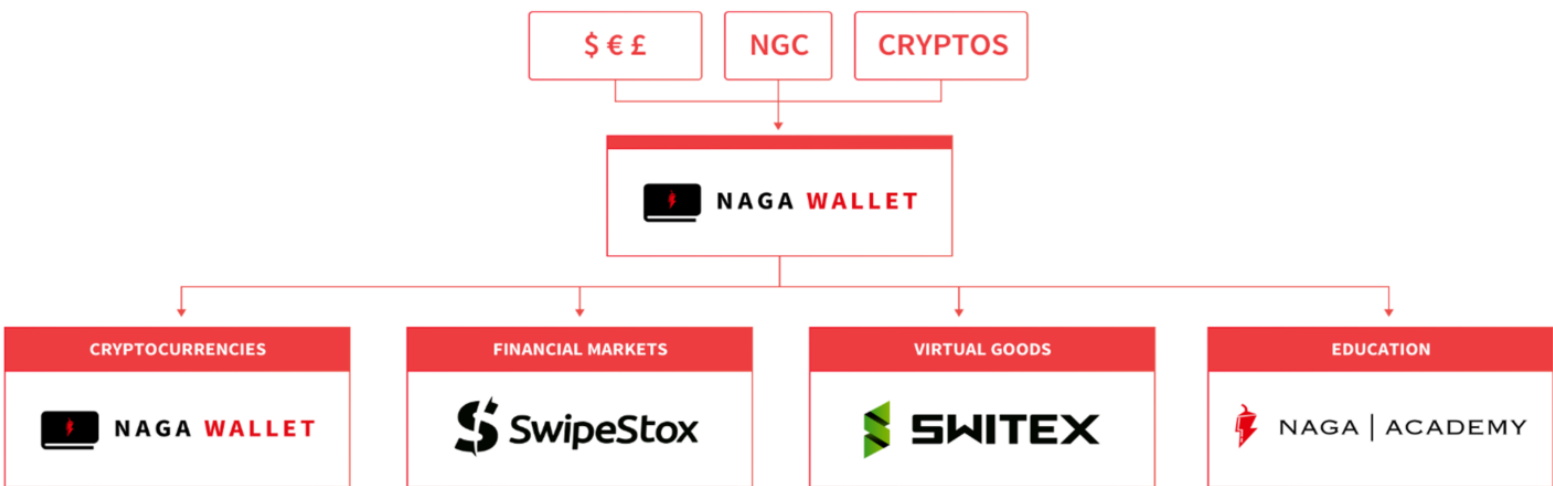 $ € £
NGC
CRYPTOS
NAGA WALLET
CRYPTOCURRENCIES
FINANCIAL MARKETS
VIRTUAL GOODS
EDUCATION
NAGA WALLET
SwipeStox
SWITEX
NAGA | ACADEMY